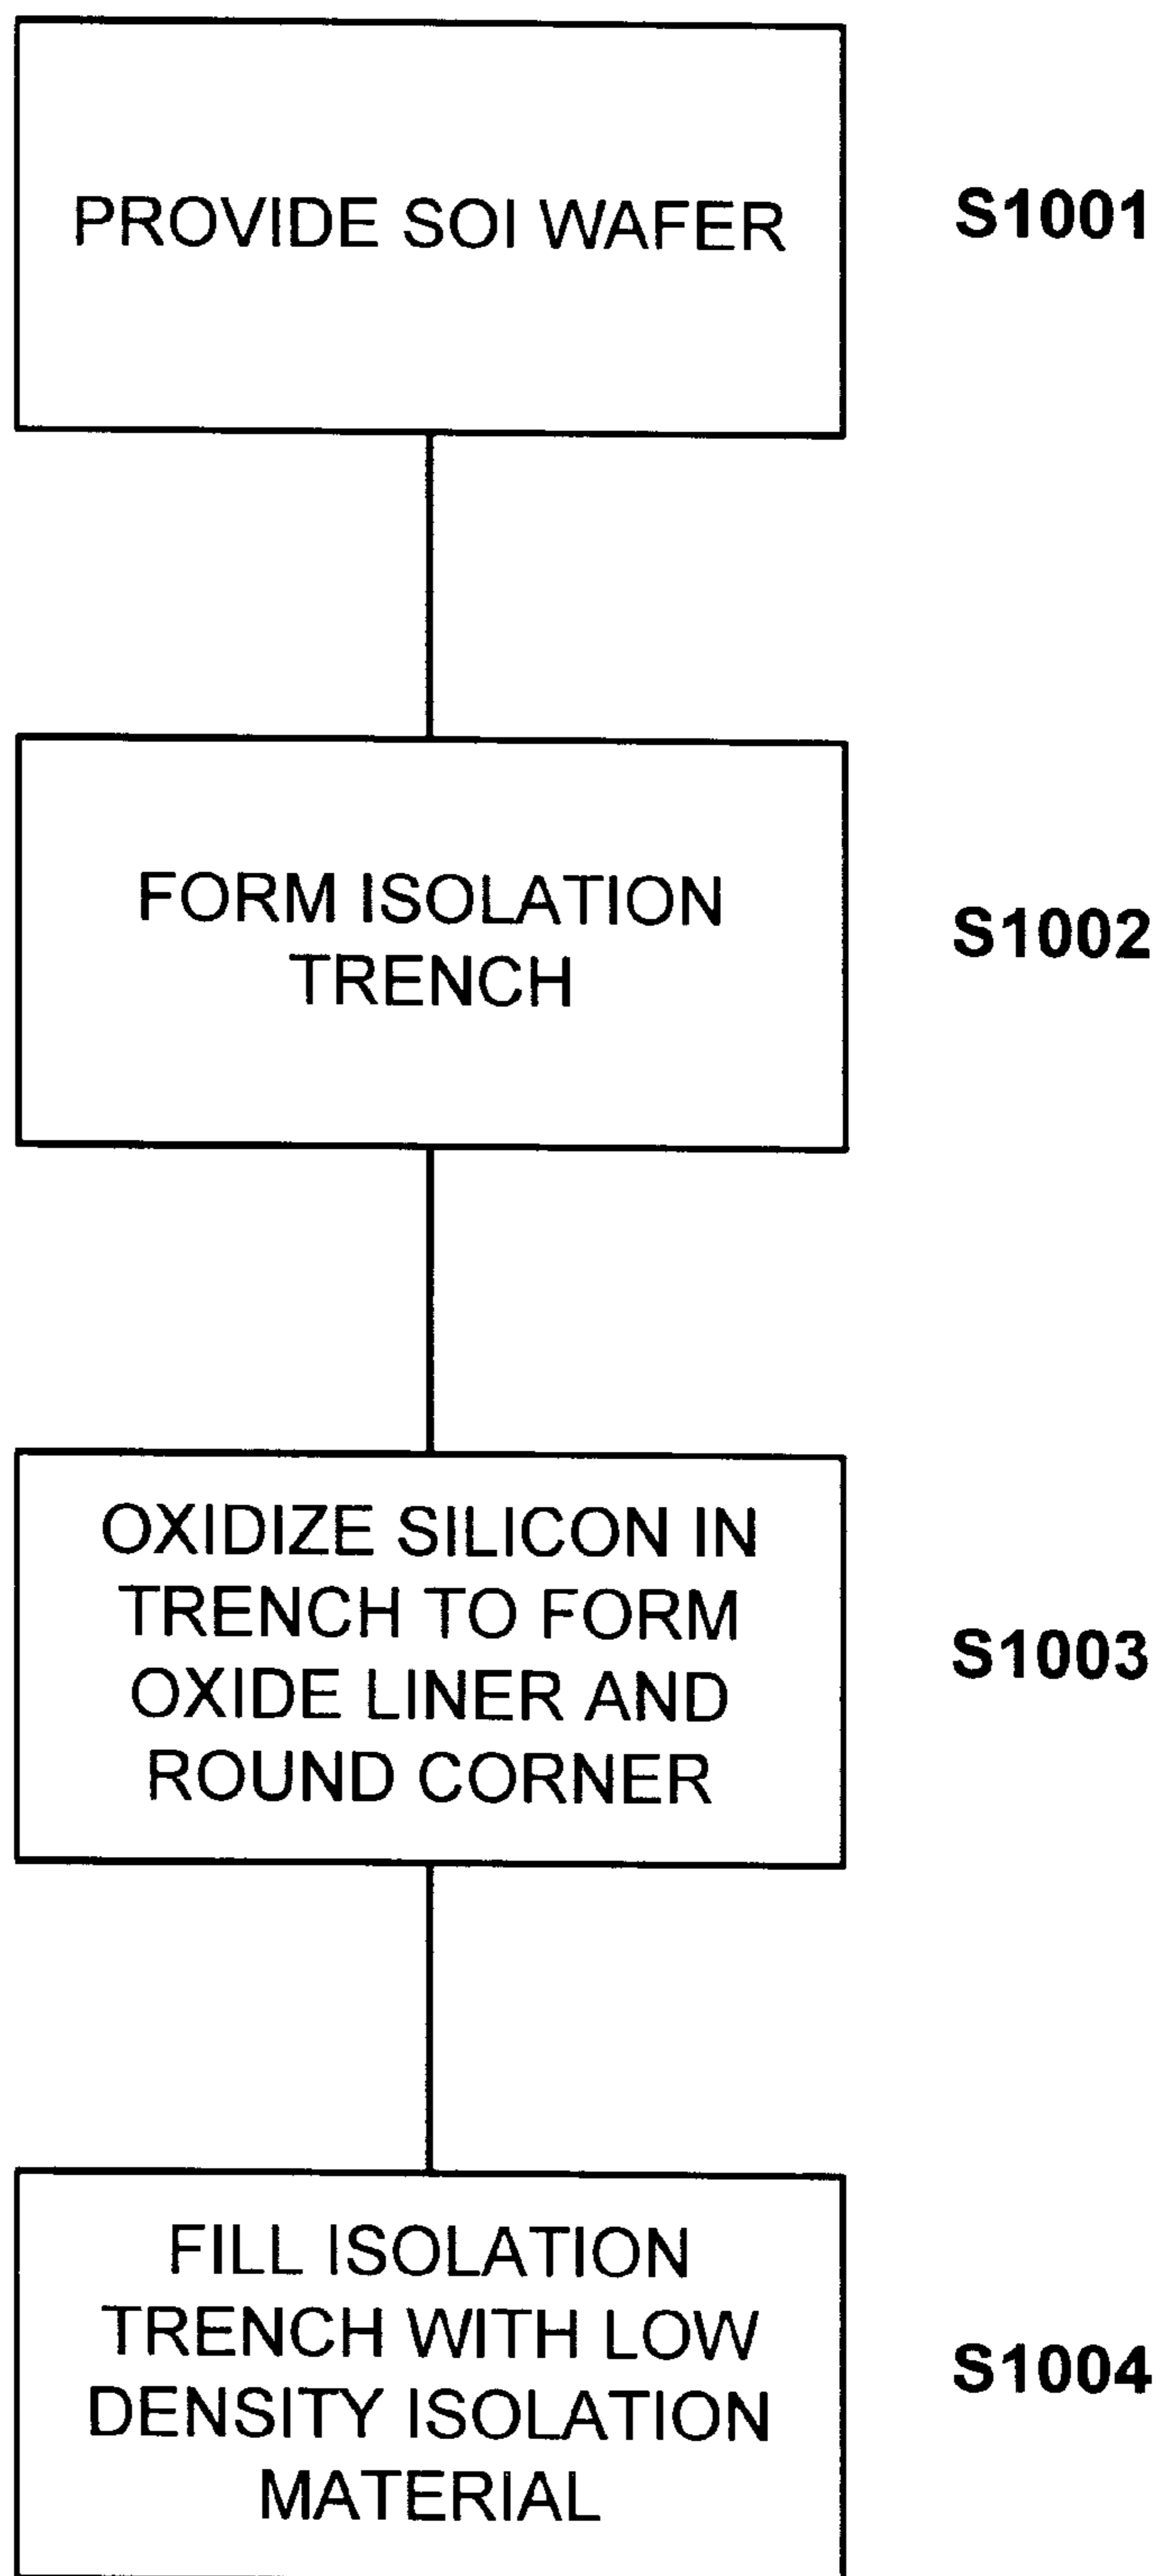 PROVIDE SOI WAFER
S1001
FORM ISOLATION
TRENCH
S1002
OXIDIZE SILICON IN
TRENCH TO FORM
OXIDE LINER AND
ROUND CORNER
S1003
FILL ISOLATION
TRENCH WITH LOW
DENSITY ISOLATION
MATERIAL
S1004